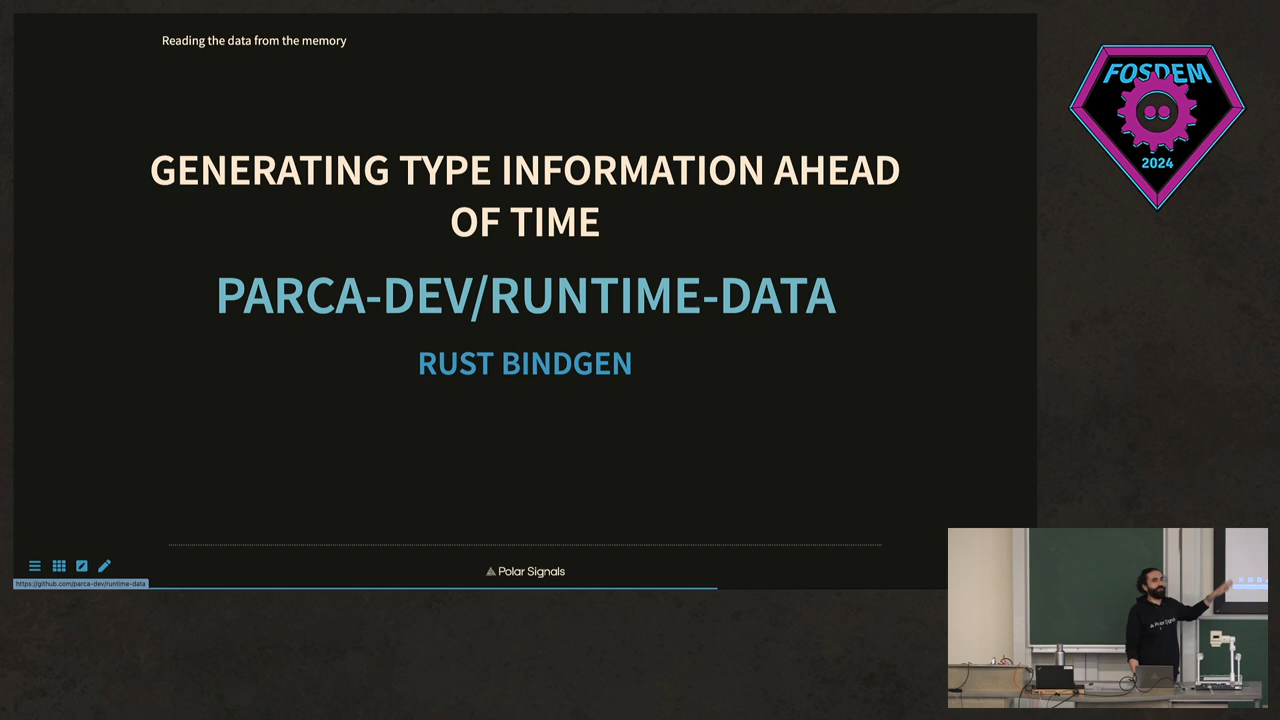 Reading the data from the memory
FOSDEM
2024
GENERATING TYPE INFORMATION AHEAD
OF TIME
PARCA-DEV/RUNTIME-DATA
RUST BINDGEN
Polar Signals
https://github.com/parca-dev/runtime-data